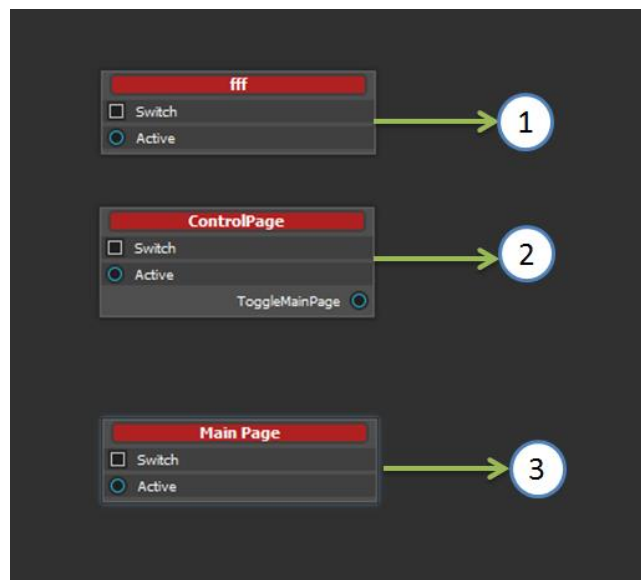 fff
Switch
Active
1
ControlPage
Switch
Active
ToggleMainPage
2
Main Page
Switch
Active
3